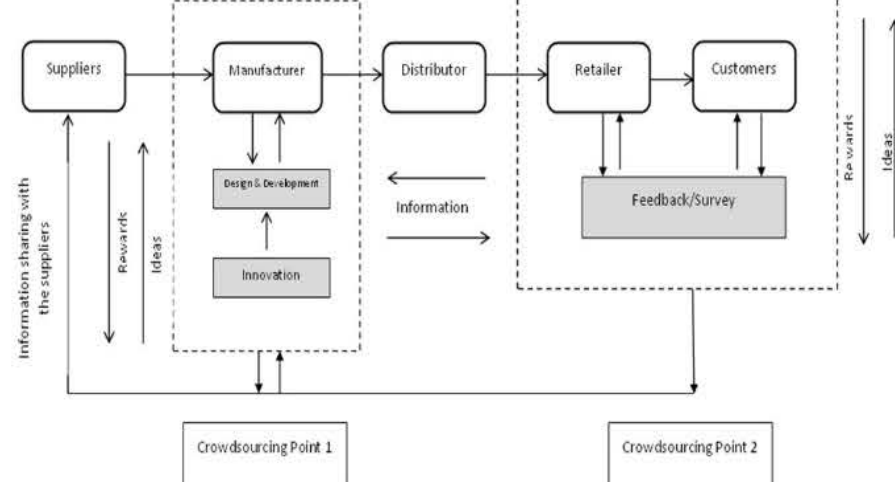 Suppliers
Manufacturer
Distributor
Retailer
Customers
Design & Development
Innovation
Information
Feedback/Survey
Information sharing with
the suppliers
Rewards
Ideas
Rewards
Ideas
Crowdsourcing Point 1
Crowdsourcing Point 2